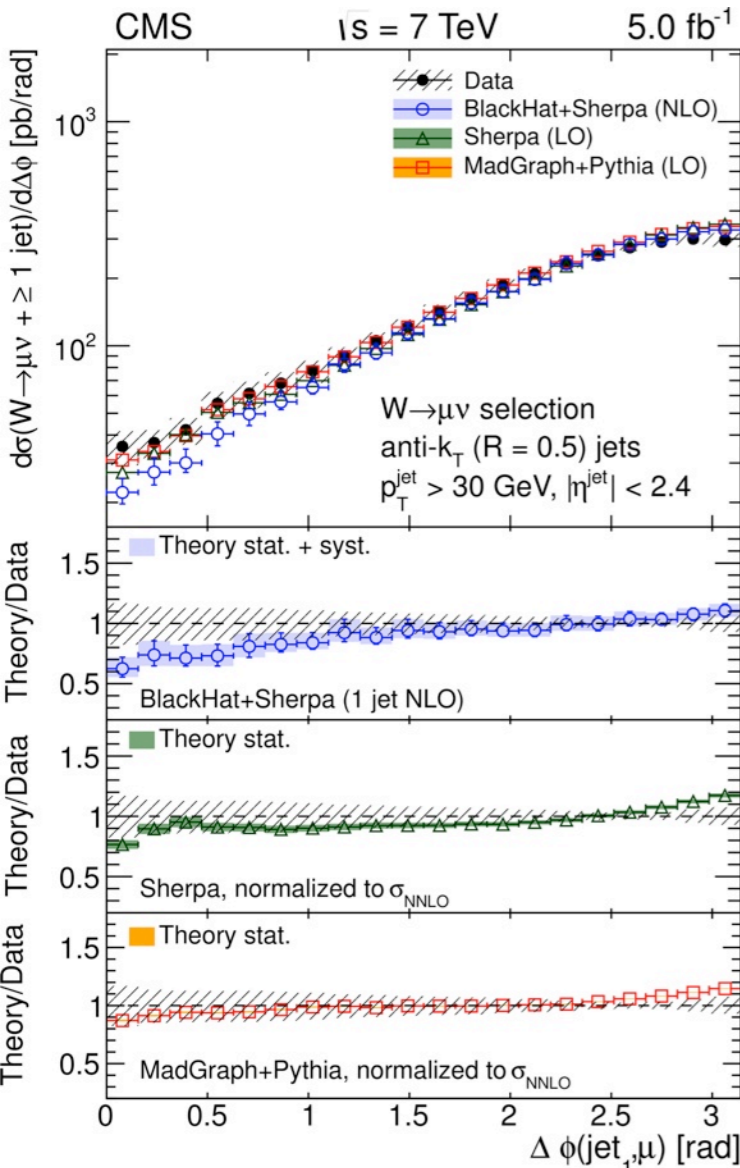 CMS √s = 7 TeV 5.0 fb⁻¹
dσ(W→μν + ≥ 1 jet)/dΔϕ [pb/rad]
10³
10²
Data
BlackHat+Sherpa (NLO)
Sherpa (LO)
MadGraph+Pythia (LO)
W→μν selection
anti-k_T (R = 0.5) jets
p_T^jet > 30 GeV, |η^jet| < 2.4
Theory/Data
1.5
1
0.5
Theory stat. + syst.
BlackHat+Sherpa (1 jet NLO)
Theory/Data
1.5
1
0.5
Theory stat.
Sherpa, normalized to σ_NNLO
Theory/Data
1.5
1
0.5
Theory stat.
MadGraph+Pythia, normalized to σ_NNLO
0 0.5 1 1.5 2 2.5 3
Δ ϕ(jet₁,μ) [rad]